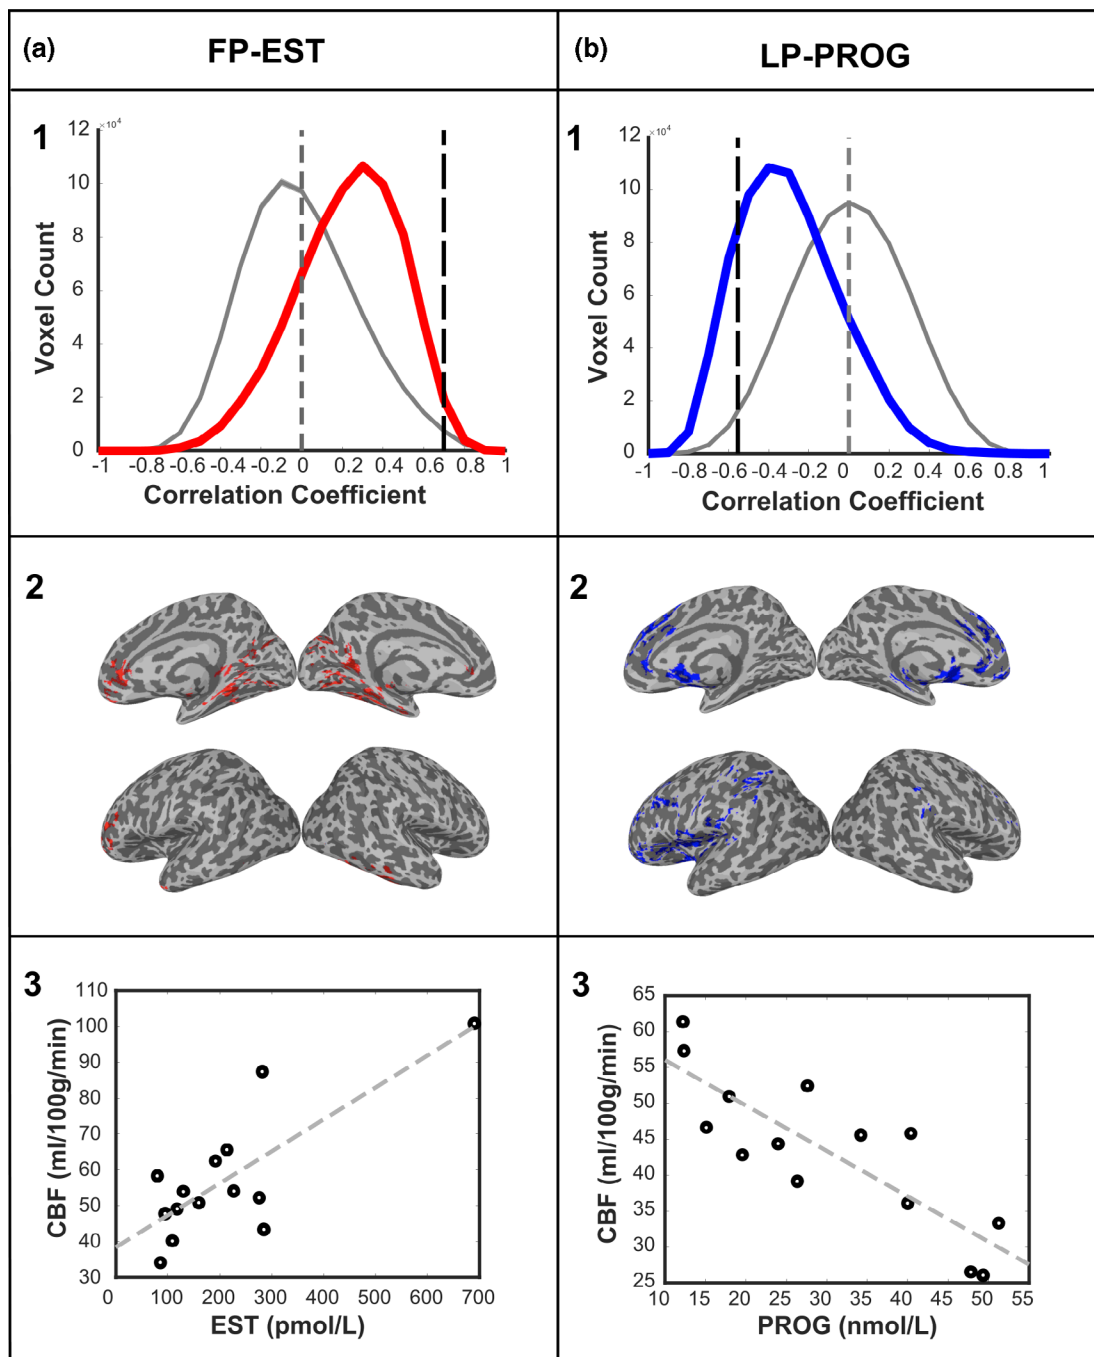 (a) FP-EST
(b) LP-PROG
1
×10⁴
12
10
8
6
4
2
0
Voxel Count
-1 -0.8 -0.6 -0.4 -0.2 0 0.2 0.4 0.6 0.8 1
Correlation Coefficient
1
×10⁴
12
10
8
6
4
2
0
Voxel Count
-1 -0.8 -0.6 -0.4 -0.2 0 0.2 0.4 0.6 0.8 1
Correlation Coefficient
2
2
3
110
100
90
80
70
60
50
40
30
CBF (ml/100g/min)
0 100 200 300 400 500 600 700
EST (pmol/L)
3
65
60
55
50
45
40
35
30
25
CBF (ml/100g/min)
10 15 20 25 30 35 40 45 50 55
PROG (nmol/L)